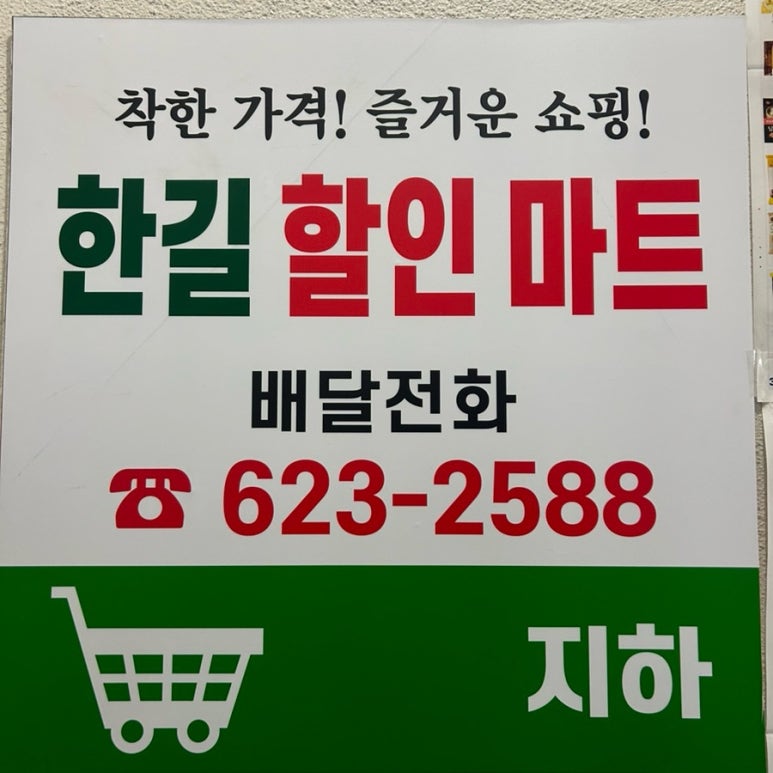 착한 가격! 즐거운 쇼핑!
한길 할인 마트
배달전화
☎ 623-2588
지하